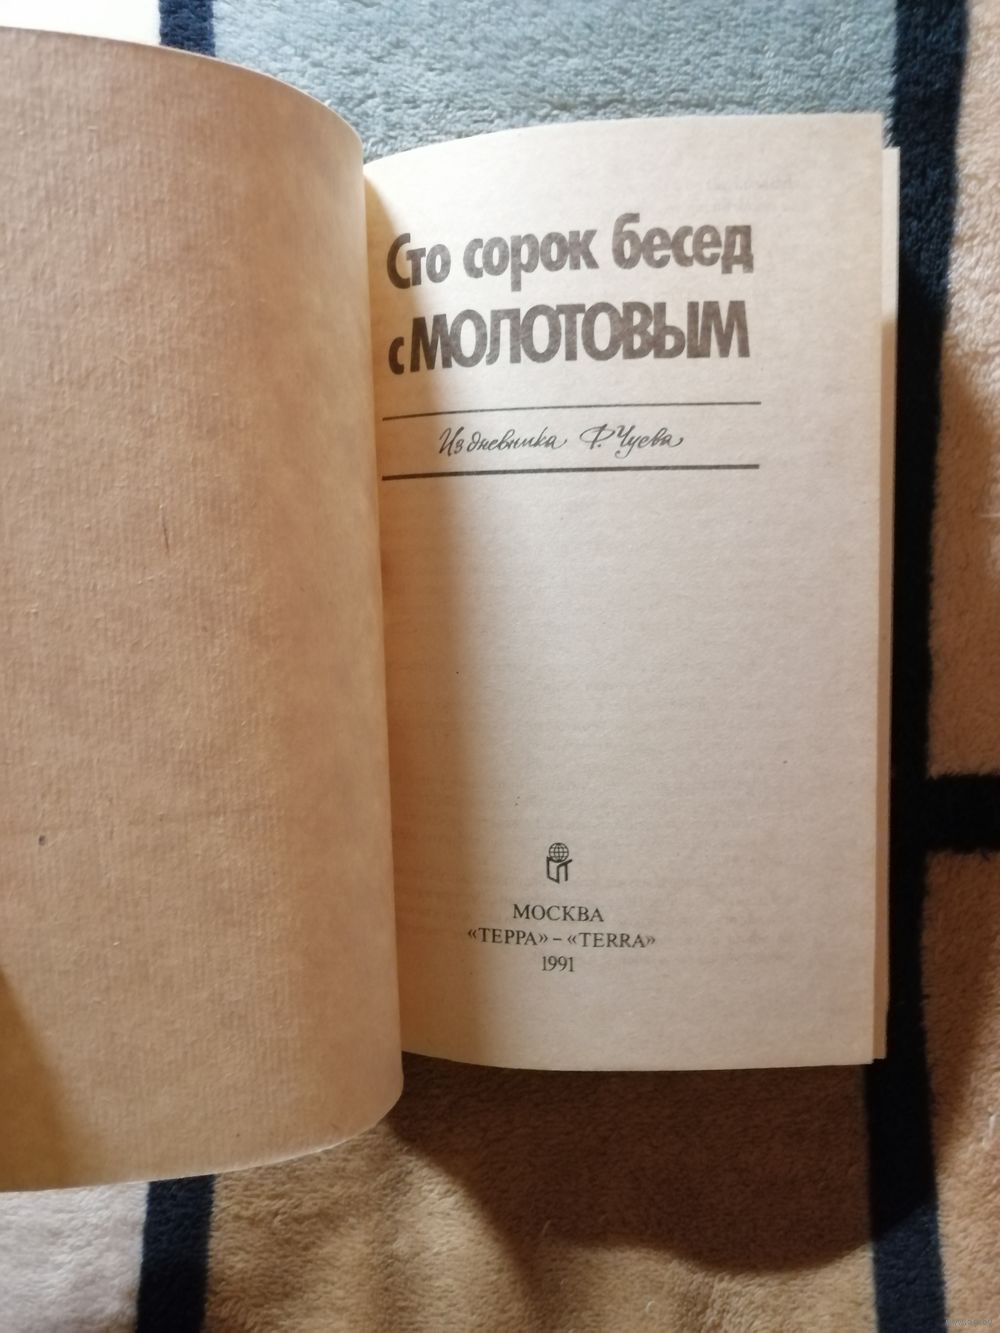 Сто сорок бесед
с МОЛОТОВЫМ
Из дневника Ф. Чуева
МОСКВА
«ТЕРРА» – «TERRA»
1991